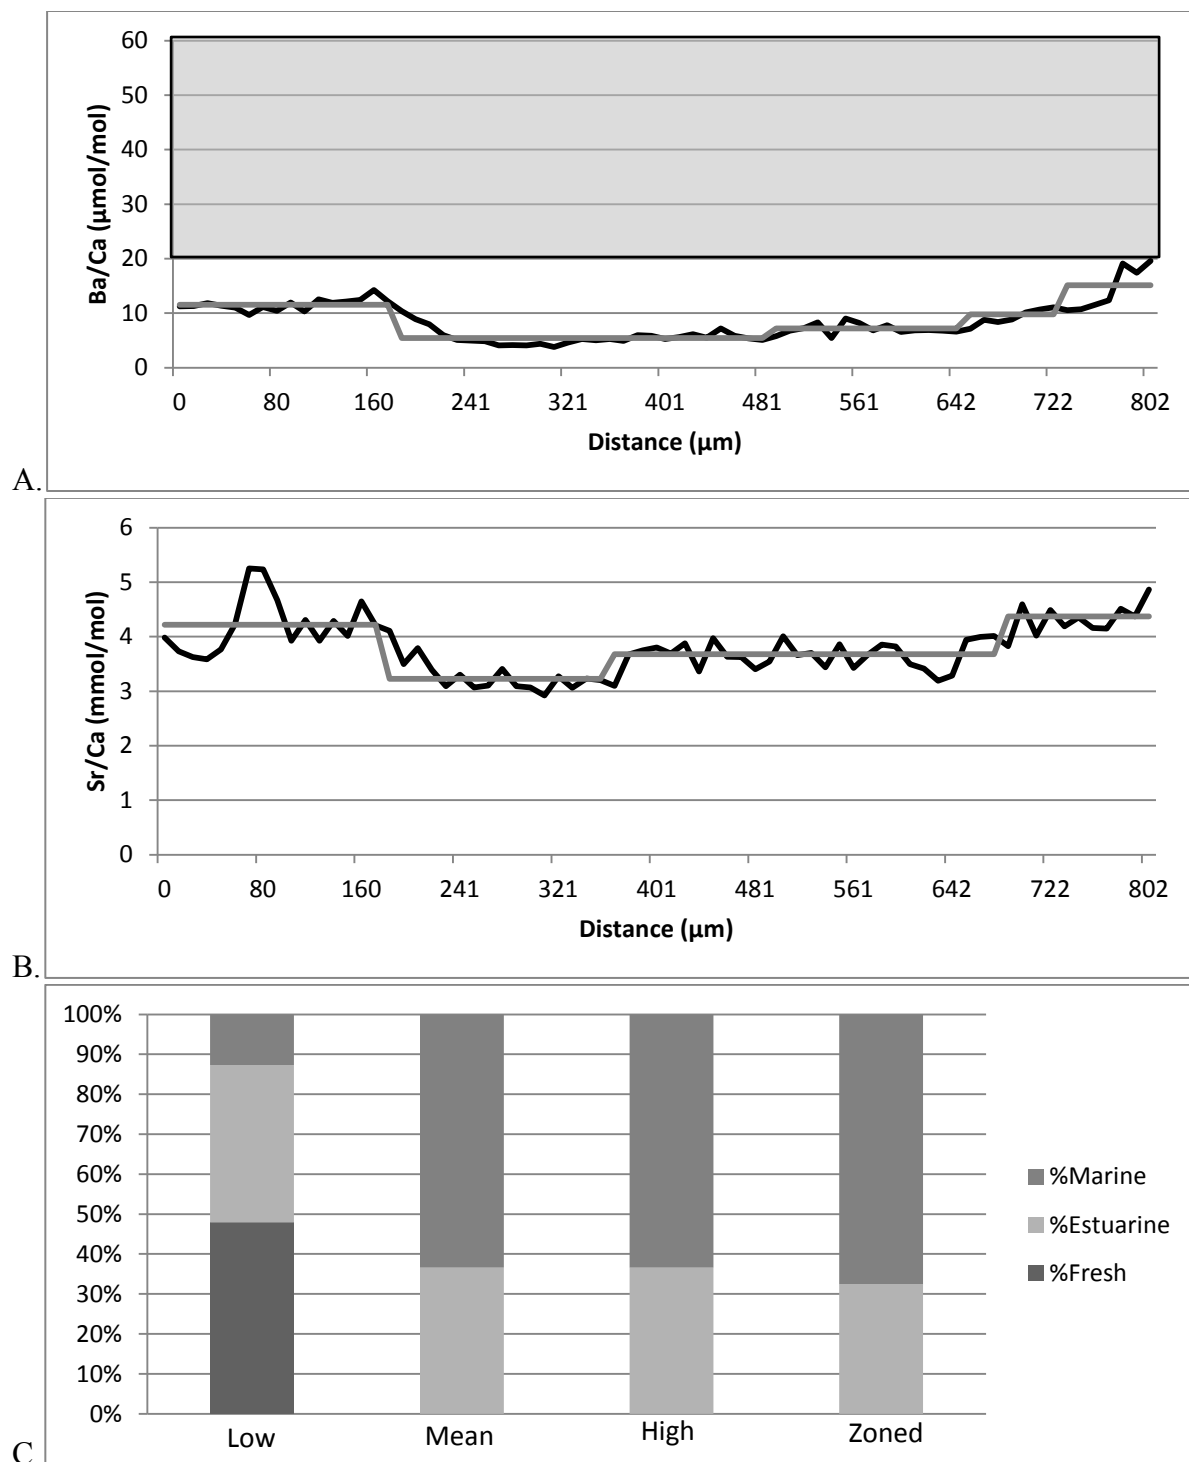 60
50
40
30
20
10
0
Ba/Ca (µmol/mol)
0 80 160 241 321 401 481 561 642 722 802
Distance (µm)
A.
6
5
4
3
2
1
0
Sr/Ca (mmol/mol)
0 80 160 241 321 401 481 561 642 722 802
Distance (µm)
B.
100%
90%
80%
70%
60%
50%
40%
30%
20%
10%
0%
%Marine
%Estuarine
%Fresh
Low Mean High Zoned
C